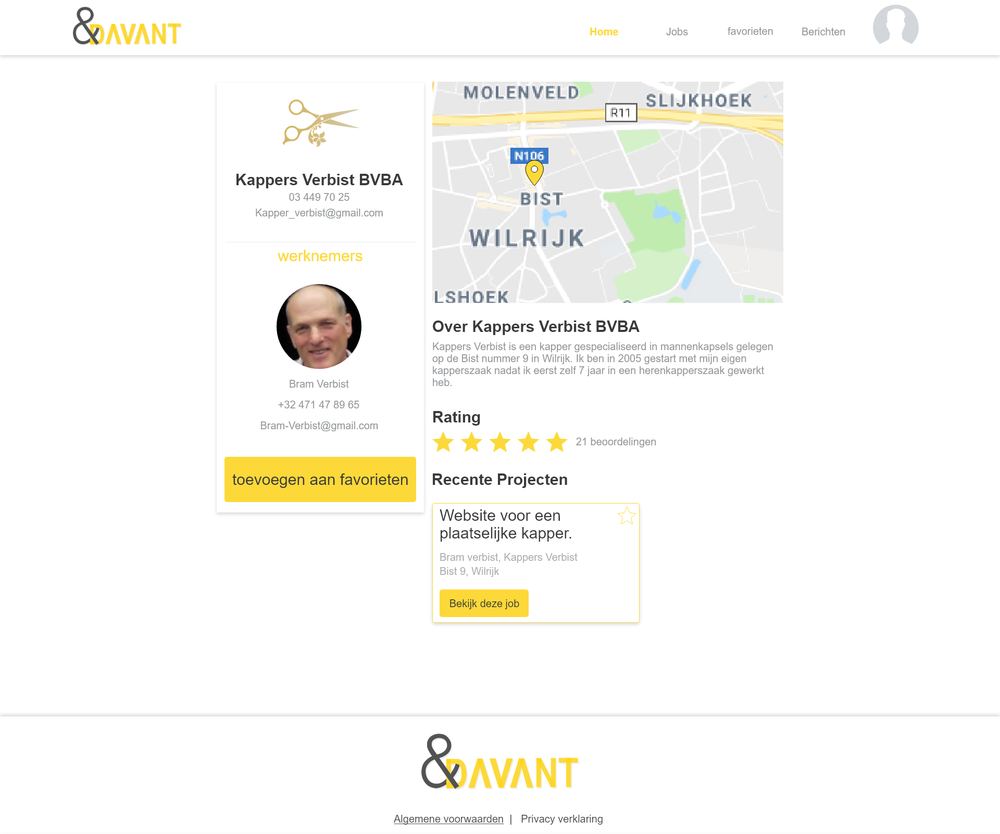 &DAVANT
Home
Jobs
favorieten
Berichten
Kappers Verbist BVBA
03 449 70 25
Kapper_verbist@gmail.com
werknemers
Bram Verbist
+32 471 47 89 65
Bram-Verbist@gmail.com
toevoegen aan favorieten
MOLENVELD
SLIJKHOEK
R11
N106
BIST
WILRIJK
LSHOEK
Over Kappers Verbist BVBA
Kappers Verbist is een kapper gespecialiseerd in mannenkapsels gelegen
op de Bist nummer 9 in Wilrijk. Ik ben in 2005 gestart met mijn eigen
kapperszaak nadat ik eerst zelf 7 jaar in een herenkapperszaak gewerkt
heb.
Rating
21 beoordelingen
Recente Projecten
Website voor een
plaatselijke kapper.
Bram verbist, Kappers Verbist
Bist 9, Wilrijk
Bekijk deze job
&DAVANT
Algemene voorwaarden | Privacy verklaring